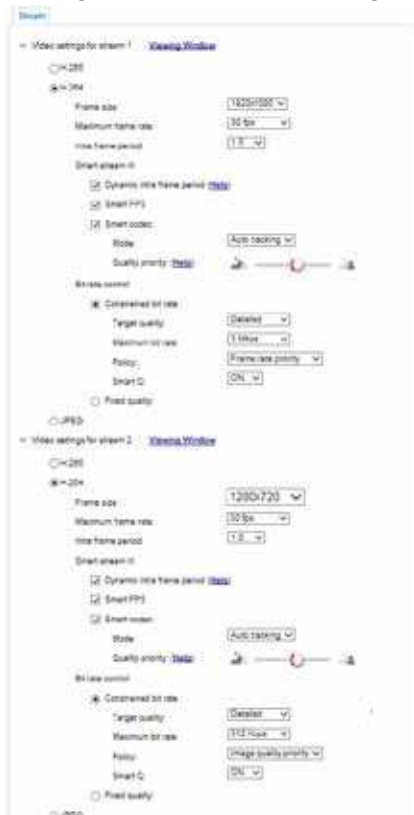 Stream
Video settings for stream 1 Viewing Window
H.265
H.264
Frame size 1920x1080
Maximum frame rate 30 fps
Intra frame period 1 S
Smart stream III
Dynamic intra frame period (Help)
Smart FPS
Smart codec
Mode Auto tracking
Quality priority: (Help)
Bit rate control
Constrained bit rate
Target quality Detailed
Maximum bit rate
Policy: Frame rate priority
Smart Q: ON
Fixed quality
JPEG
Video settings for stream 2 Viewing Window
H.265
H.264
Frame size 1200x720
Maximum frame rate 30 fps
Intra frame period 1 S
Smart stream III
Dynamic intra frame period (Help)
Smart FPS
Smart codec
Mode Auto tracking
Quality priority: (Help)
Bit rate control
Constrained bit rate
Target quality Detailed
Maximum bit rate 512 Kbps
Policy: Image quality priority
Smart Q: ON
Fixed quality
JPEG